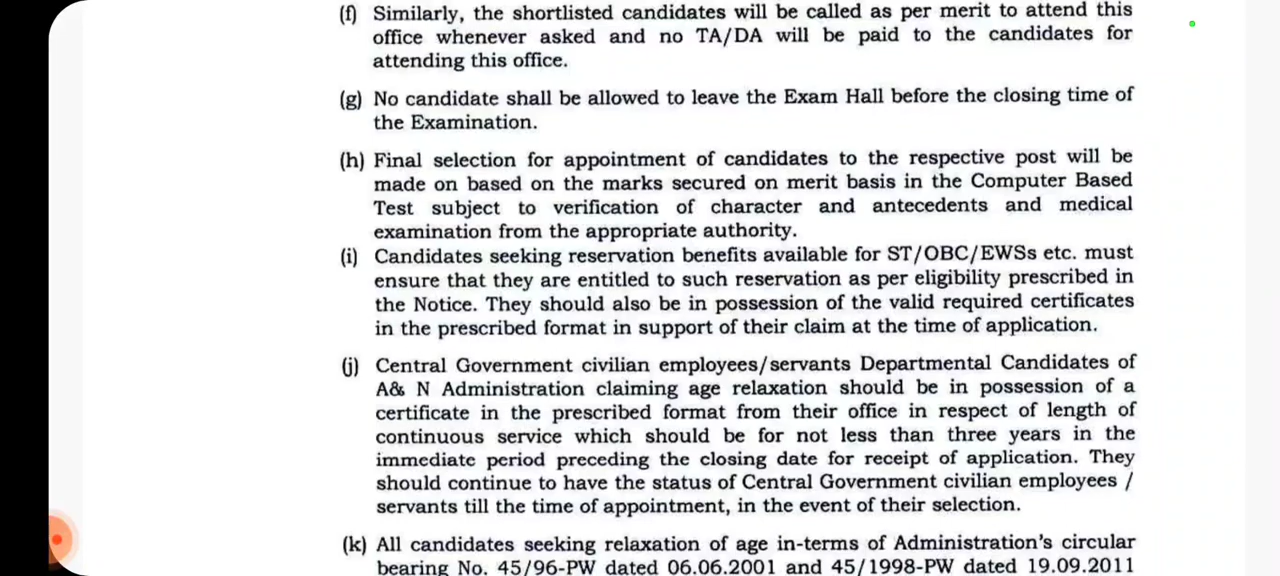 (f) Similarly, the shortlisted candidates will be called as per merit to attend this
office whenever asked and no TA/DA will be paid to the candidates for
attending this office.
(g) No candidate shall be allowed to leave the Exam Hall before the closing time of
the Examination.
(h) Final selection for appointment of candidates to the respective post will be
made on based on the marks secured on merit basis in the Computer Based
Test subject to verification of character and antecedents and medical
examination from the appropriate authority.
(i) Candidates seeking reservation benefits available for ST/OBC/EWSs etc. must
ensure that they are entitled to such reservation as per eligibility prescribed in
the Notice. They should also be in possession of the valid required certificates
in the prescribed format in support of their claim at the time of application.
(j) Central Government civilian employees/servants Departmental Candidates of
A& N Administration claiming age relaxation should be in possession of a
certificate in the prescribed format from their office in respect of length of
continuous service which should be for not less than three years in the
immediate period preceding the closing date for receipt of application. They
should continue to have the status of Central Government civilian employees /
servants till the time of appointment, in the event of their selection.
(k) All candidates seeking relaxation of age in-terms of Administration's circular
bearing No. 45/96-PW dated 06.06.2001 and 45/1998-PW dated 19.09.2011